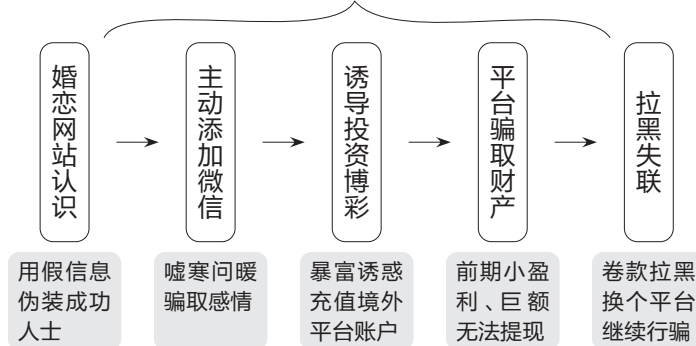 婚恋网站认识
主动添加微信
诱导投资博彩
平台骗取财产
拉黑失联
用假信息
伪装成功
人士
嘘寒问暖
骗取感情
暴富诱惑
充值境外
平台账户
前期小盈
利、巨额
无法提现
卷款拉黑
换个平台
继续行骗